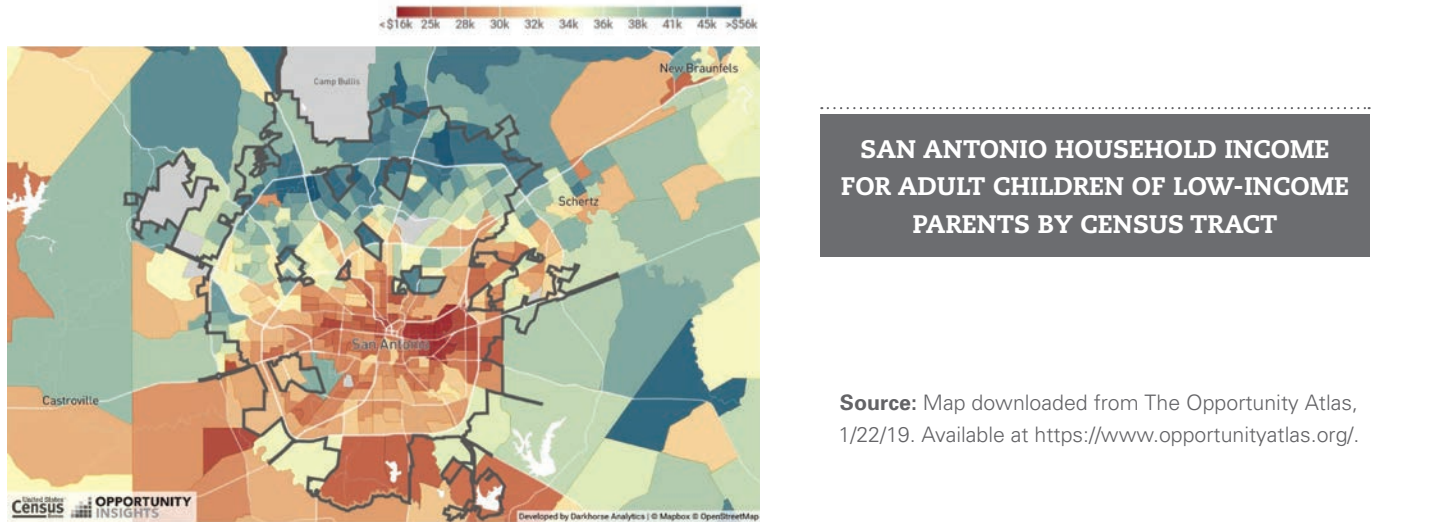 <$16k 25k 28k 30k 32k 34k 36k 38k 41k 45k >$56k
Camp Bullis
New Braunfels
Schertz
San Antonio
Castroville
United States
Census
Bureau
OPPORTUNITY
INSIGHTS
Developed by Darkhorse Analytics | © Mapbox © OpenStreetMap
SAN ANTONIO HOUSEHOLD INCOME
FOR ADULT CHILDREN OF LOW-INCOME
PARENTS BY CENSUS TRACT
Source: Map downloaded from The Opportunity Atlas,
1/22/19. Available at https://www.opportunityatlas.org/.